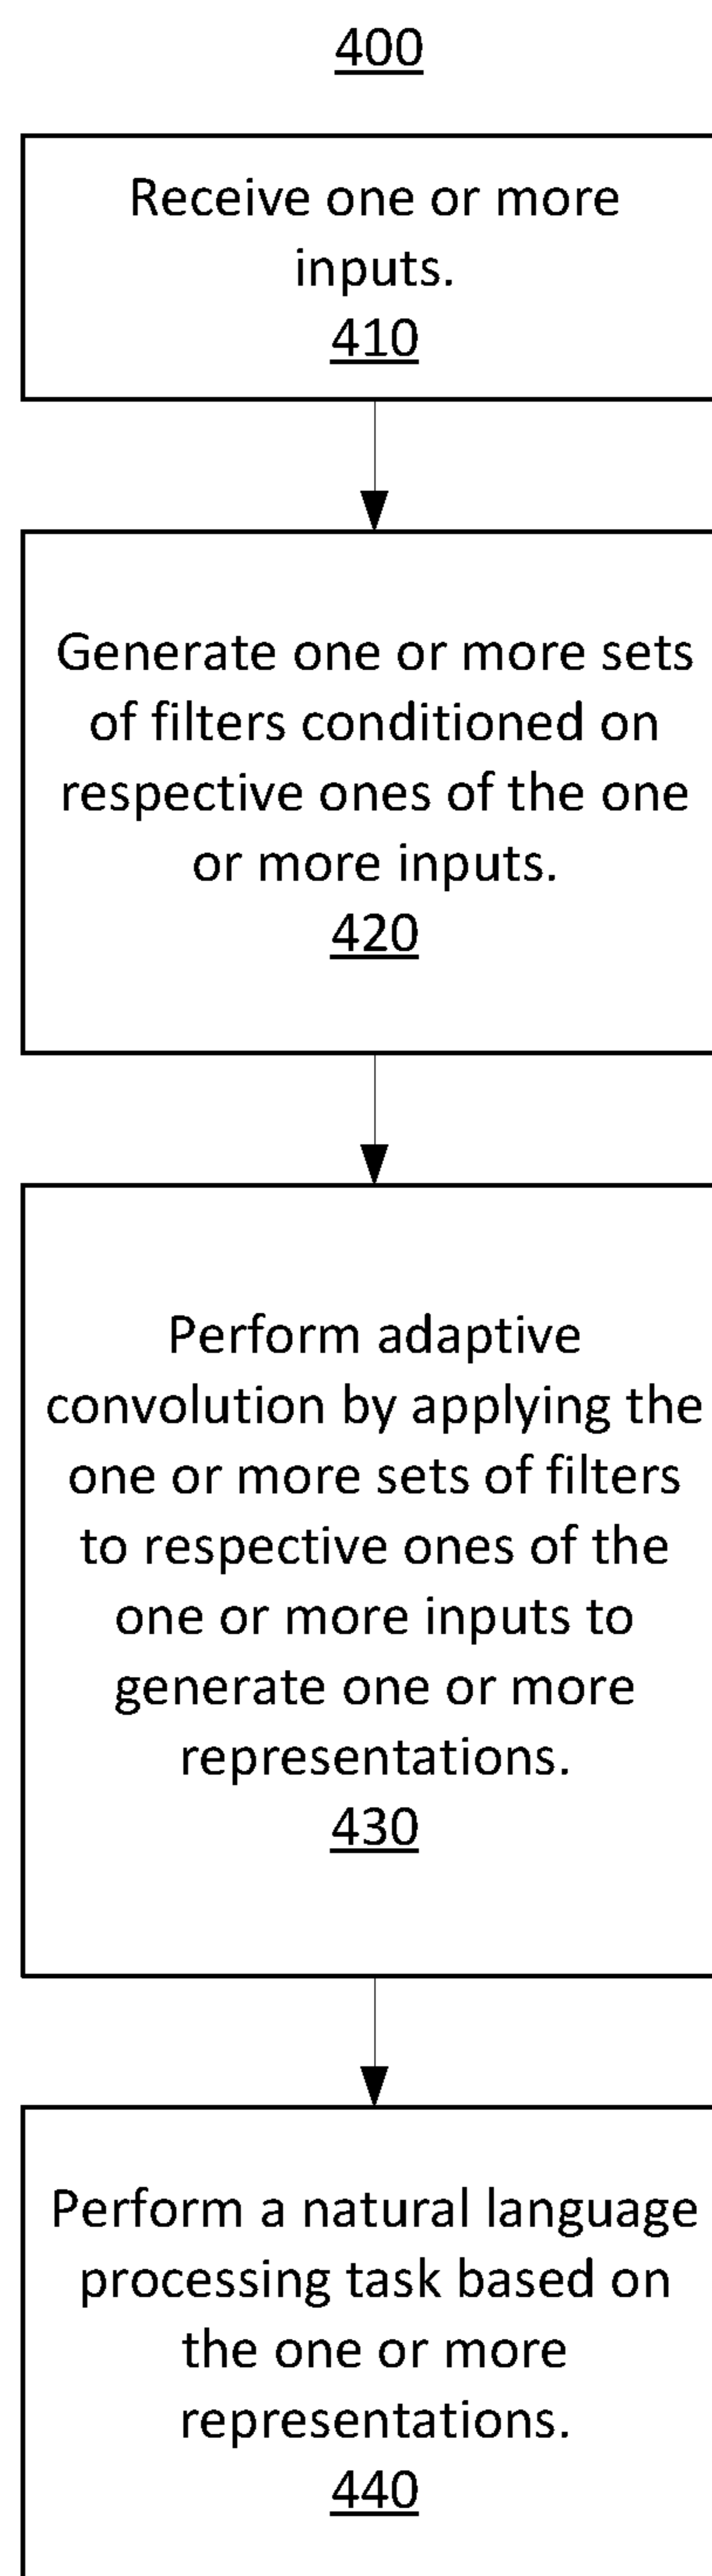 400
Receive one or more
inputs.
410
Generate one or more sets
of filters conditioned on
respective ones of the one
or more inputs.
420
Perform adaptive
convolution by applying the
one or more sets of filters
to respective ones of the
one or more inputs to
generate one or more
representations.
430
Perform a natural language
processing task based on
the one or more
representations.
440